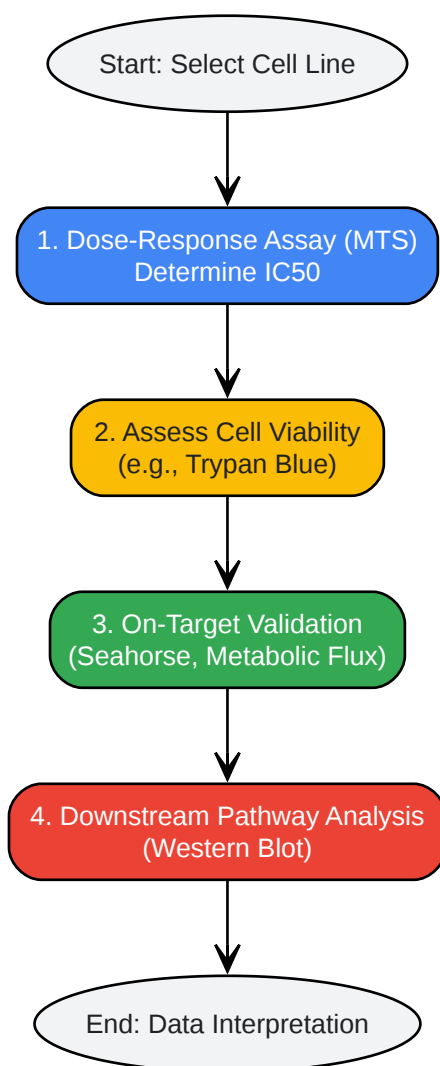 Start: Select Cell Line
1. Dose-Response Assay (MTS)
Determine IC50
2. Assess Cell Viability
(e.g., Trypan Blue)
3. On-Target Validation
(Seahorse, Metabolic Flux)
4. Downstream Pathway Analysis
(Western Blot)
End: Data Interpretation